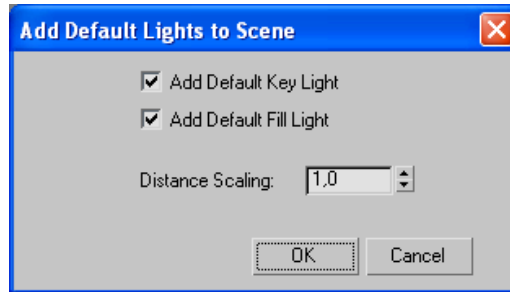 Add Default Lights to Scene
Add Default Key Light
Add Default Fill Light
Distance Scaling: 1,0
OK Cancel